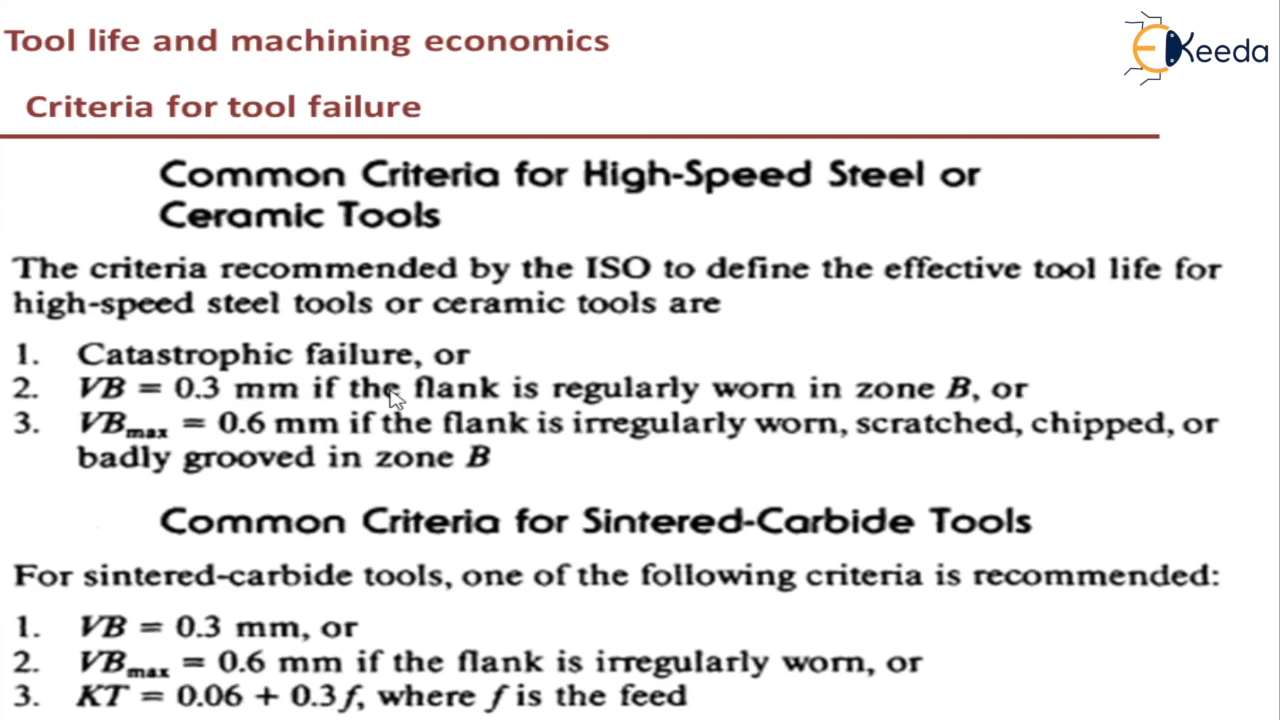 Tool life and machining economics
EKeeda
Criteria for tool failure
Common Criteria for High-Speed Steel or
Ceramic Tools
The criteria recommended by the ISO to define the effective tool life for
high-speed steel tools or ceramic tools are
1. Catastrophic failure, or
2. VB = 0.3 mm if the flank is regularly worn in zone B, or
3. VBmax = 0.6 mm if the flank is irregularly worn, scratched, chipped, or
badly grooved in zone B
Common Criteria for Sintered-Carbide Tools
For sintered-carbide tools, one of the following criteria is recommended:
1. VB = 0.3 mm, or
2. VBmax = 0.6 mm if the flank is irregularly worn, or
3. KT = 0.06 + 0.3f, where f is the feed